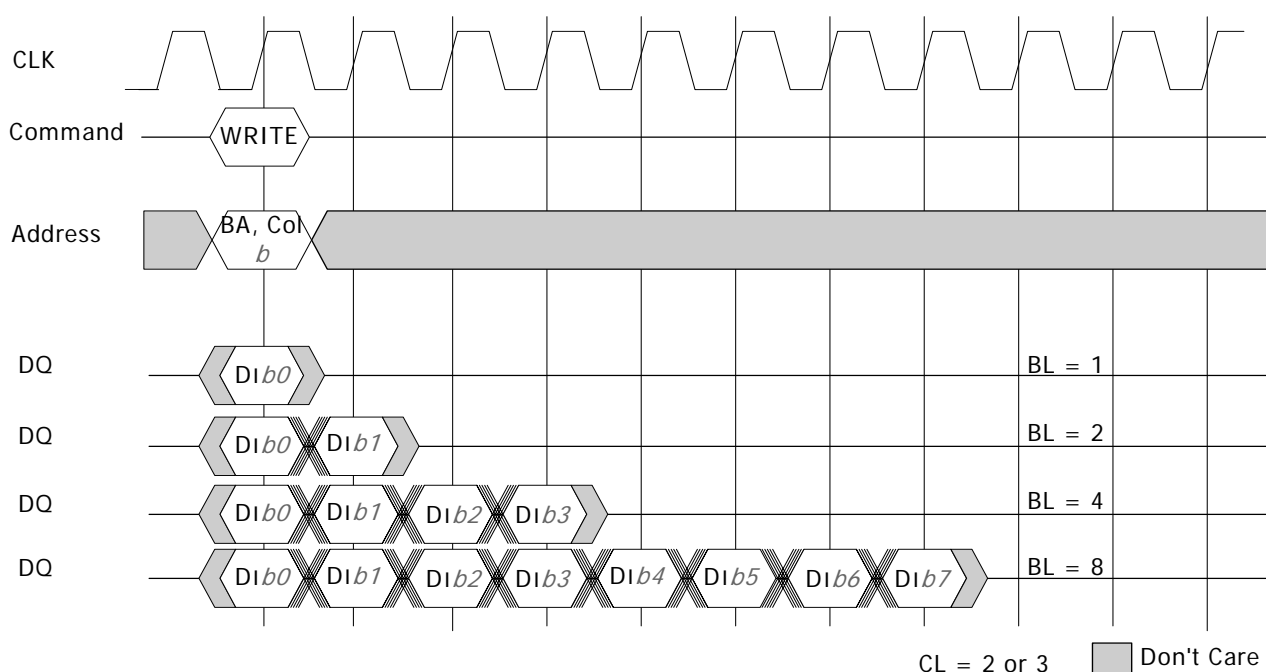 CLK
Command WRITE
Address BA, Col
b
DQ DIb0 BL = 1
DQ DIb0 DIb1 BL = 2
DQ DIb0 DIb1 DIb2 DIb3 BL = 4
DQ DIb0 DIb1 DIb2 DIb3 DIb4 DIb5 DIb6 DIb7 BL = 8
CL = 2 or 3 Don't Care